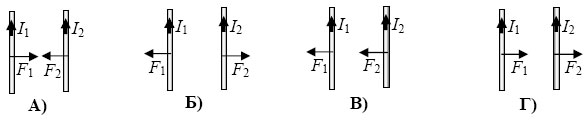 I₁ I₂ I₁ I₂ I₁ I₂ I₁ I₂
F₁ F₂ F₁ F₂ F₁ F₂ F₁ F₂
А) Б) В) Г)